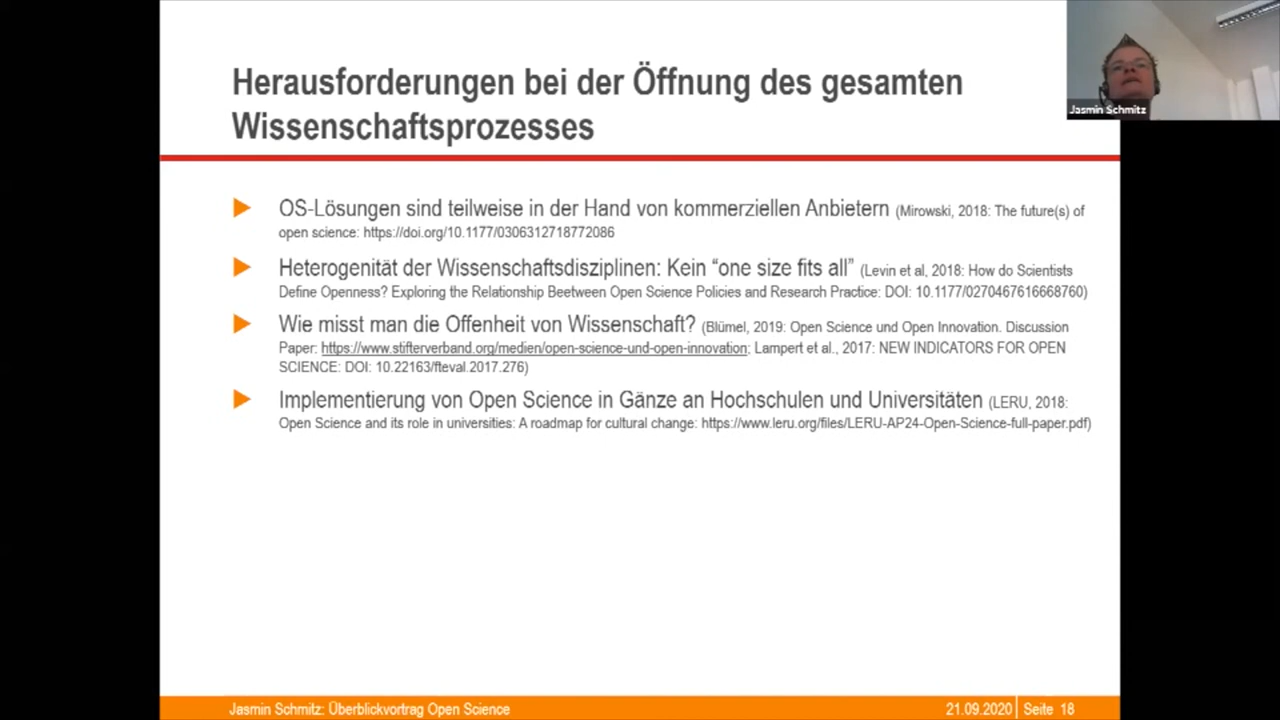 Herausforderungen bei der Öffnung des gesamten
Wissenschaftsprozesses
Jasmin Schmitz
OS-Lösungen sind teilweise in der Hand von kommerziellen Anbietern (Mirowski, 2018: The future(s) of
open science: https://doi.org/10.1177/0306312718772086
Heterogenität der Wissenschaftsdisziplinen: Kein “one size fits all” (Levin et al, 2018: How do Scientists
Define Openness? Exploring the Relationship Beetween Open Science Policies and Research Practice: DOI: 10.1177/0270467616668760)
Wie misst man die Offenheit von Wissenschaft? (Blümel, 2019: Open Science und Open Innovation. Discussion
Paper: https://www.stifterverband.org/medien/open-science-und-open-innovation; Lampert et al., 2017: NEW INDICATORS FOR OPEN
SCIENCE: DOI: 10.22163/fteval.2017.276)
Implementierung von Open Science in Gänze an Hochschulen und Universitäten (LERU, 2018:
Open Science and its role in universities: A roadmap for cultural change: https://www.leru.org/files/LERU-AP24-Open-Science-full-paper.pdf)
Jasmin Schmitz: Überblickvortrag Open Science
21.09.2020 Seite 18